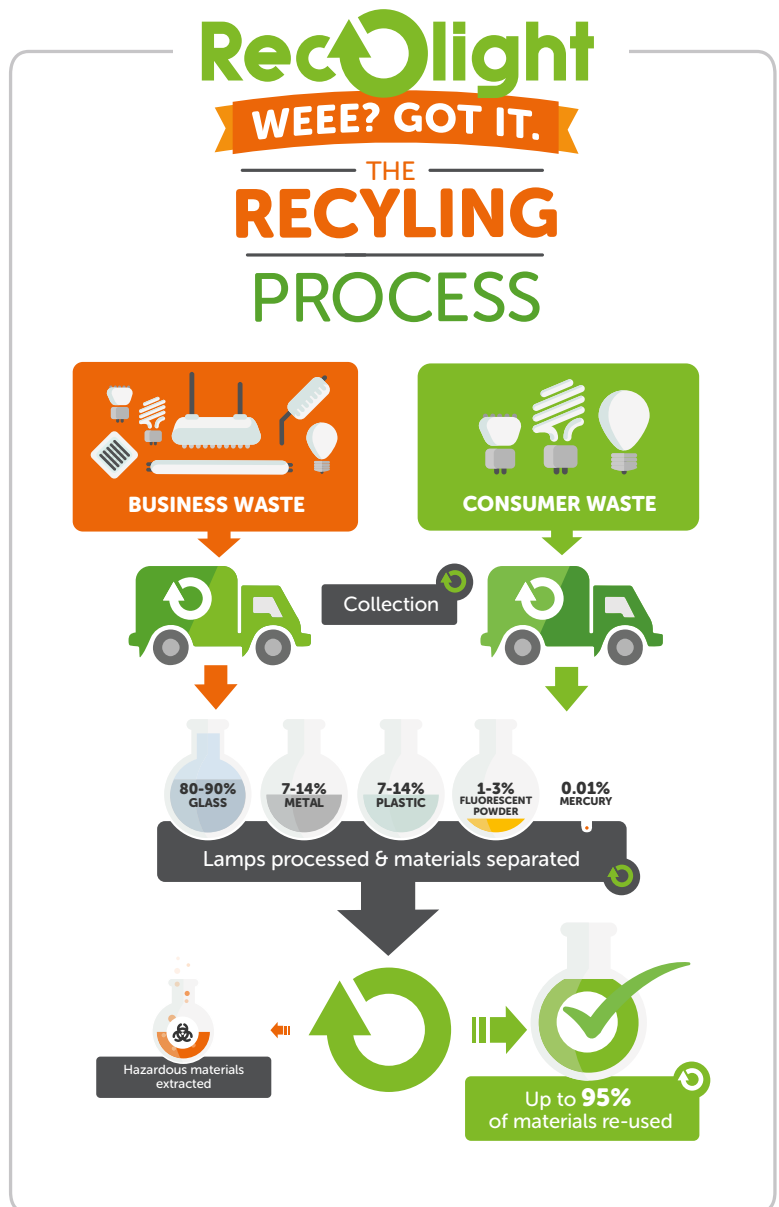 Recolight
WEEE? GOT IT.
THE
RECYLING
PROCESS
BUSINESS WASTE
CONSUMER WASTE
Collection
80-90%
GLASS
7-14%
METAL
7-14%
PLASTIC
1-3%
FLUORESCENT
POWDER
0.01%
MERCURY
Lamps processed & materials separated
Hazardous materials
extracted
Up to 95%
of materials re-used